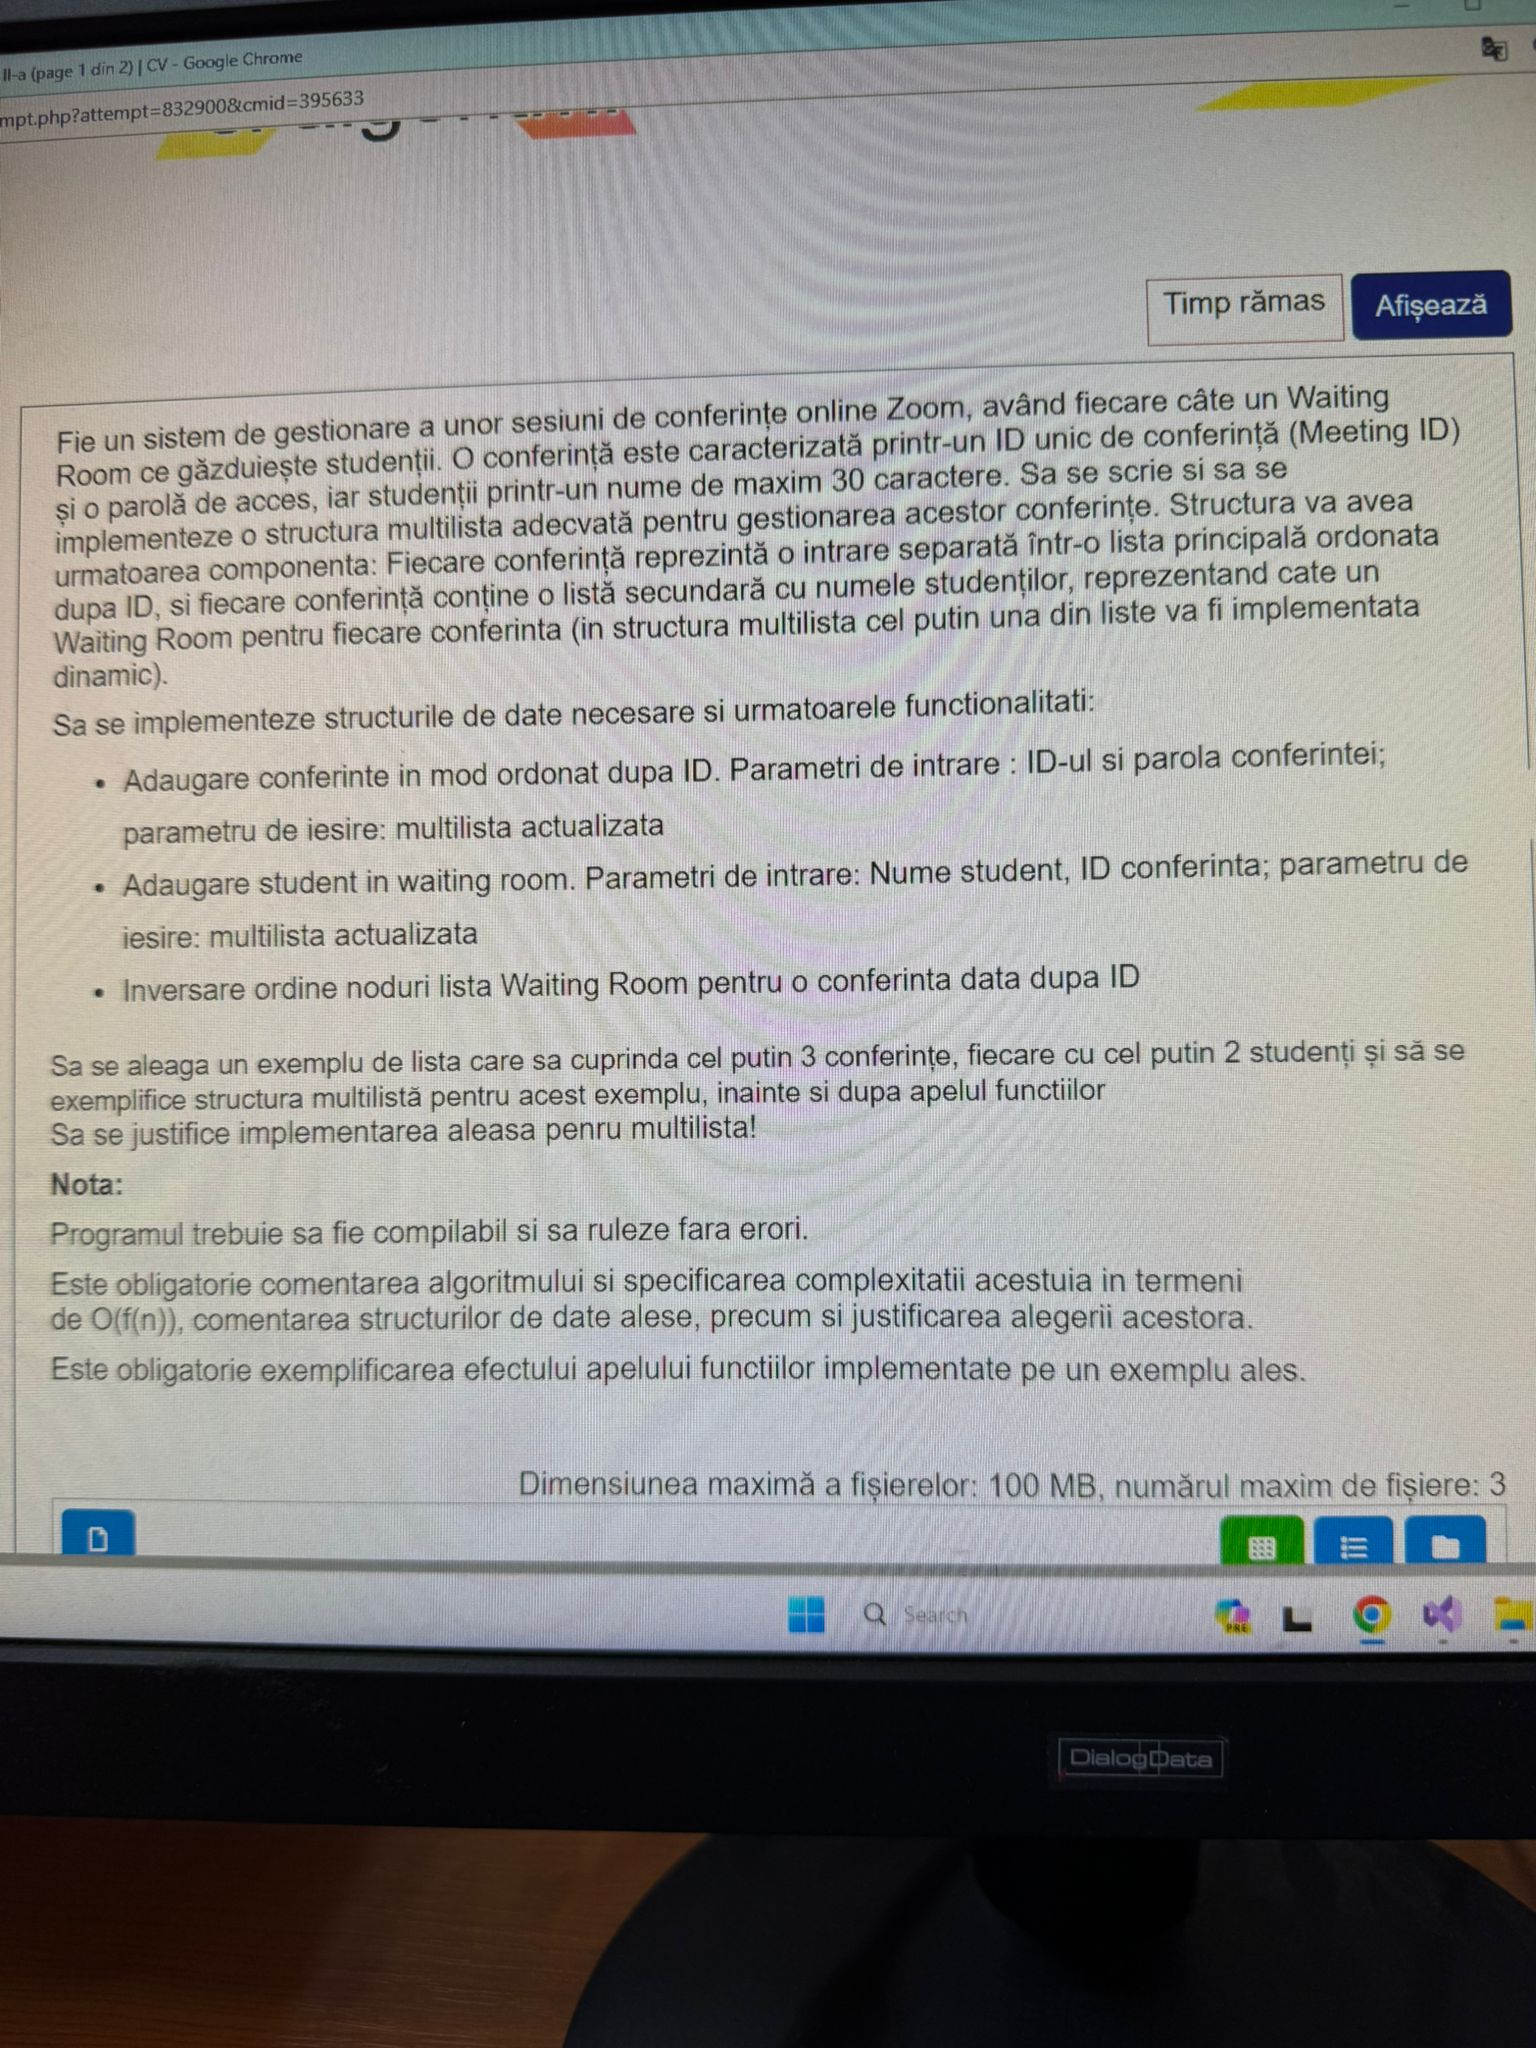 II-a (page 1 din 2) | CV - Google Chrome
mpt.php?attempt=832900&cmid=395633
Timp rămas
Afișează
Fie un sistem de gestionare a unor sesiuni de conferințe online Zoom, având fiecare câte un Waiting
Room ce găzduiește studenții. O conferință este caracterizată printr-un ID unic de conferință (Meeting ID)
și o parolă de acces, iar studenții printr-un nume de maxim 30 caractere. Sa se scrie si sa se
implementeze o structura multilista adecvată pentru gestionarea acestor conferințe. Structura va avea
urmatoarea componenta: Fiecare conferință reprezintă o intrare separată într-o lista principală ordonata
dupa ID, si fiecare conferință conține o listă secundară cu numele studenților, reprezentand cate un
Waiting Room pentru fiecare conferinta (in structura multilista cel putin una din liste va fi implementata
dinamic).
Sa se implementeze structurile de date necesare si urmatoarele functionalitati:
• Adaugare conferinte in mod ordonat dupa ID. Parametri de intrare : ID-ul si parola conferintei;
parametru de iesire: multilista actualizata
• Adaugare student in waiting room. Parametri de intrare: Nume student, ID conferinta; parametru de
iesire: multilista actualizata
• Inversare ordine noduri lista Waiting Room pentru o conferinta data dupa ID
Sa se aleaga un exemplu de lista care sa cuprinda cel putin 3 conferințe, fiecare cu cel putin 2 studenți și să se
exemplifice structura multilistă pentru acest exemplu, inainte si dupa apelul functiilor
Sa se justifice implementarea aleasa penru multilista!
Nota:
Programul trebuie sa fie compilabil si sa ruleze fara erori.
Este obligatorie comentarea algoritmului si specificarea complexitatii acestuia in termeni
de O(f(n)), comentarea structurilor de date alese, precum si justificarea alegerii acestora.
Este obligatorie exemplificarea efectului apelului functiilor implementate pe un exemplu ales.
Dimensiunea maximă a fișierelor: 100 MB, numărul maxim de fișiere: 3
Search
PRE
DialogData